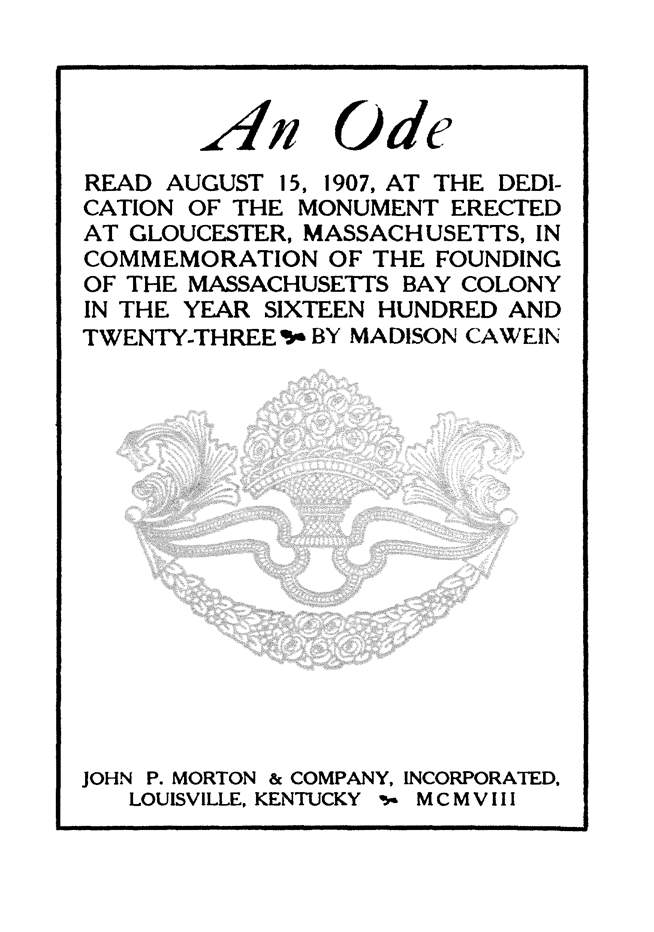 An Ode
READ AUGUST 15, 1907, AT THE DEDI-
CATION OF THE MONUMENT ERECTED
AT GLOUCESTER, MASSACHUSETTS, IN
COMMEMORATION OF THE FOUNDING
OF THE MASSACHUSETTS BAY COLONY
IN THE YEAR SIXTEEN HUNDRED AND
TWENTY-THREE BY MADISON CAWEIN
JOHN P. MORTON & COMPANY, INCORPORATED,
LOUISVILLE, KENTUCKY MCMVIII